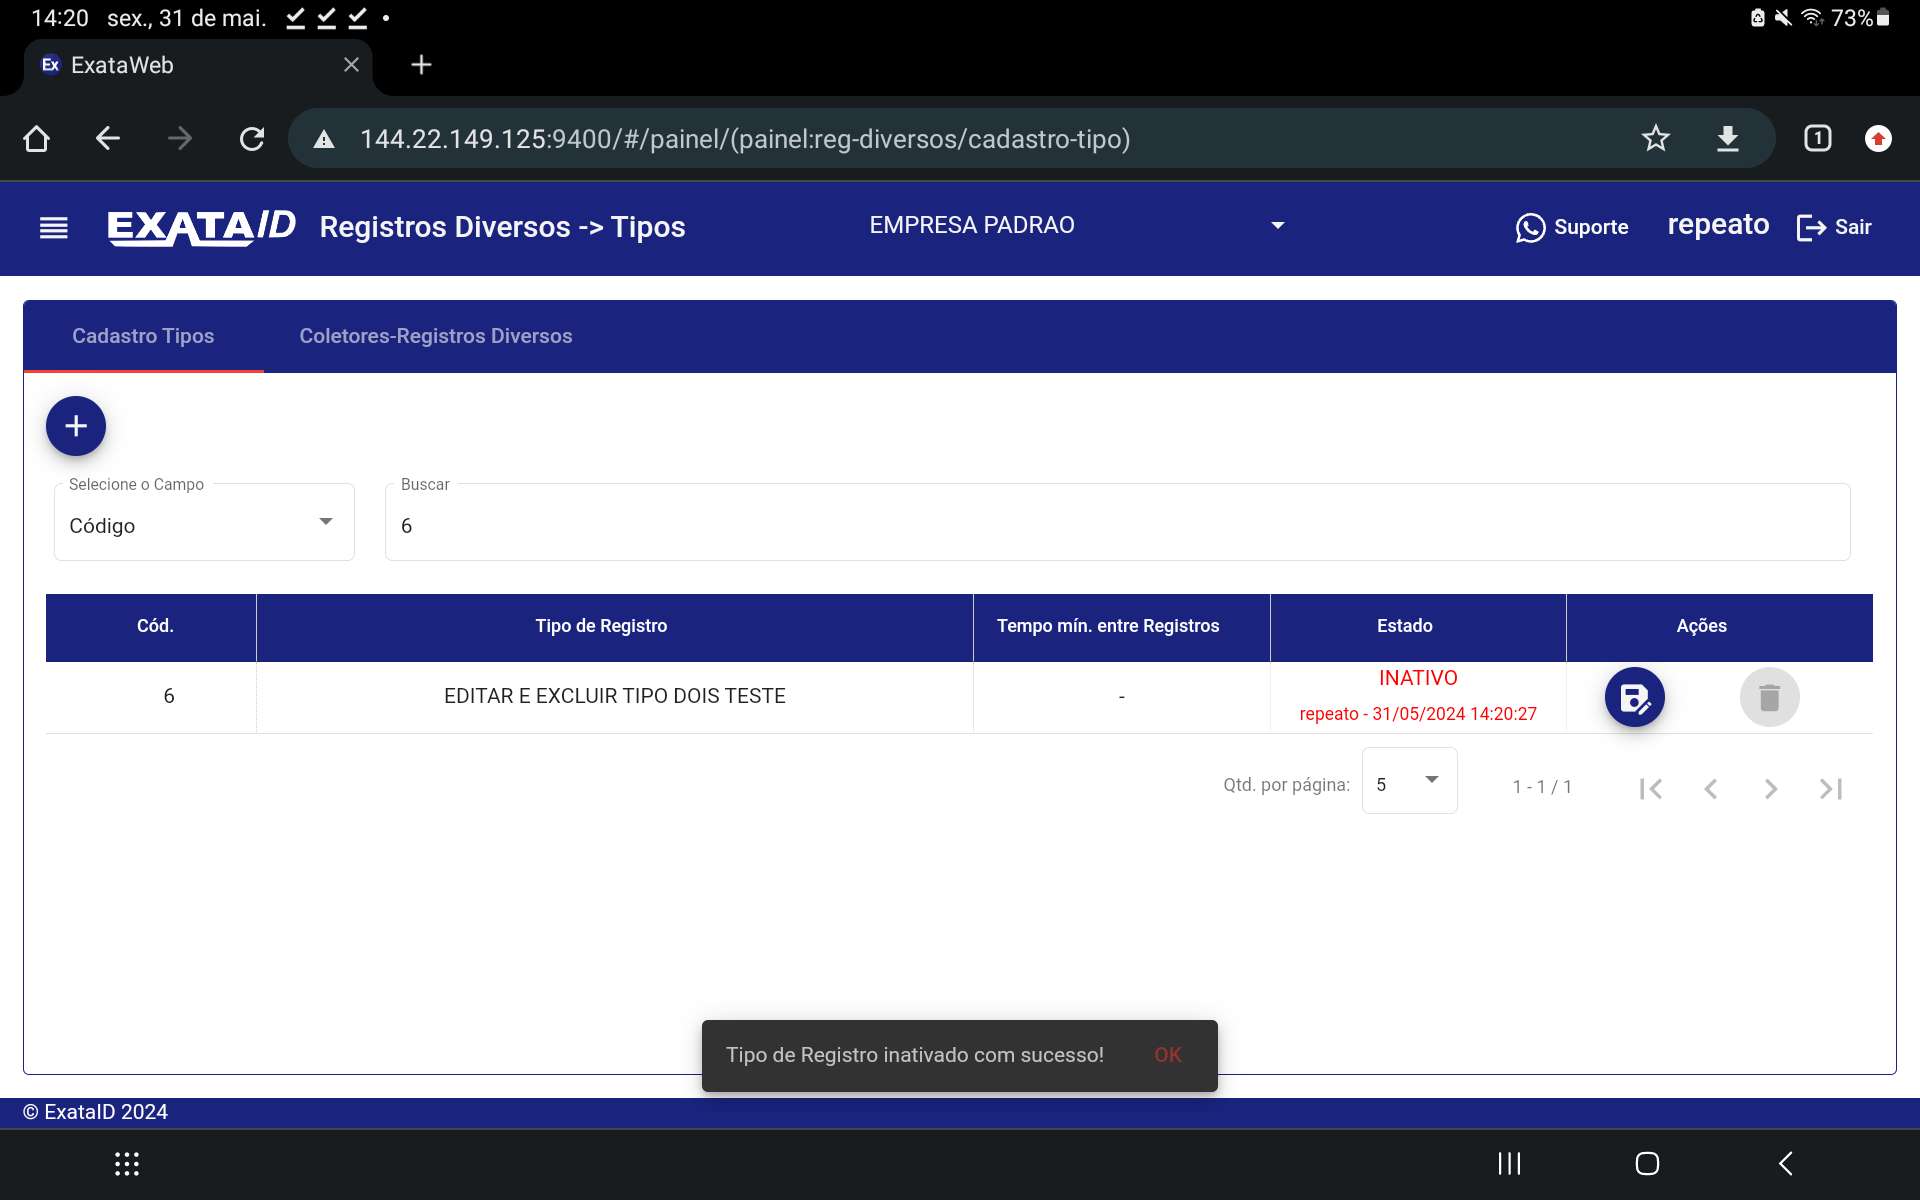 14:20 sex., 31 de mai.
73%
Ex ExataWeb
144.22.149.125:9400/#/painel/(painel:reg-diversos/cadastro-tipo)
1
EXATAID Registros Diversos -> Tipos
EMPRESA PADRAO
Suporte
repeato
Sair
Cadastro Tipos
Coletores-Registros Diversos
Selecione o Campo
Código
Buscar
6
Cód. Tipo de Registro Tempo mín. entre Registros Estado Ações
6 EDITAR E EXCLUIR TIPO DOIS TESTE - INATIVO
repeato - 31/05/2024 14:20:27
Qtd. por página: 5 1 - 1 / 1
Tipo de Registro inativado com sucesso! OK
© ExataID 2024